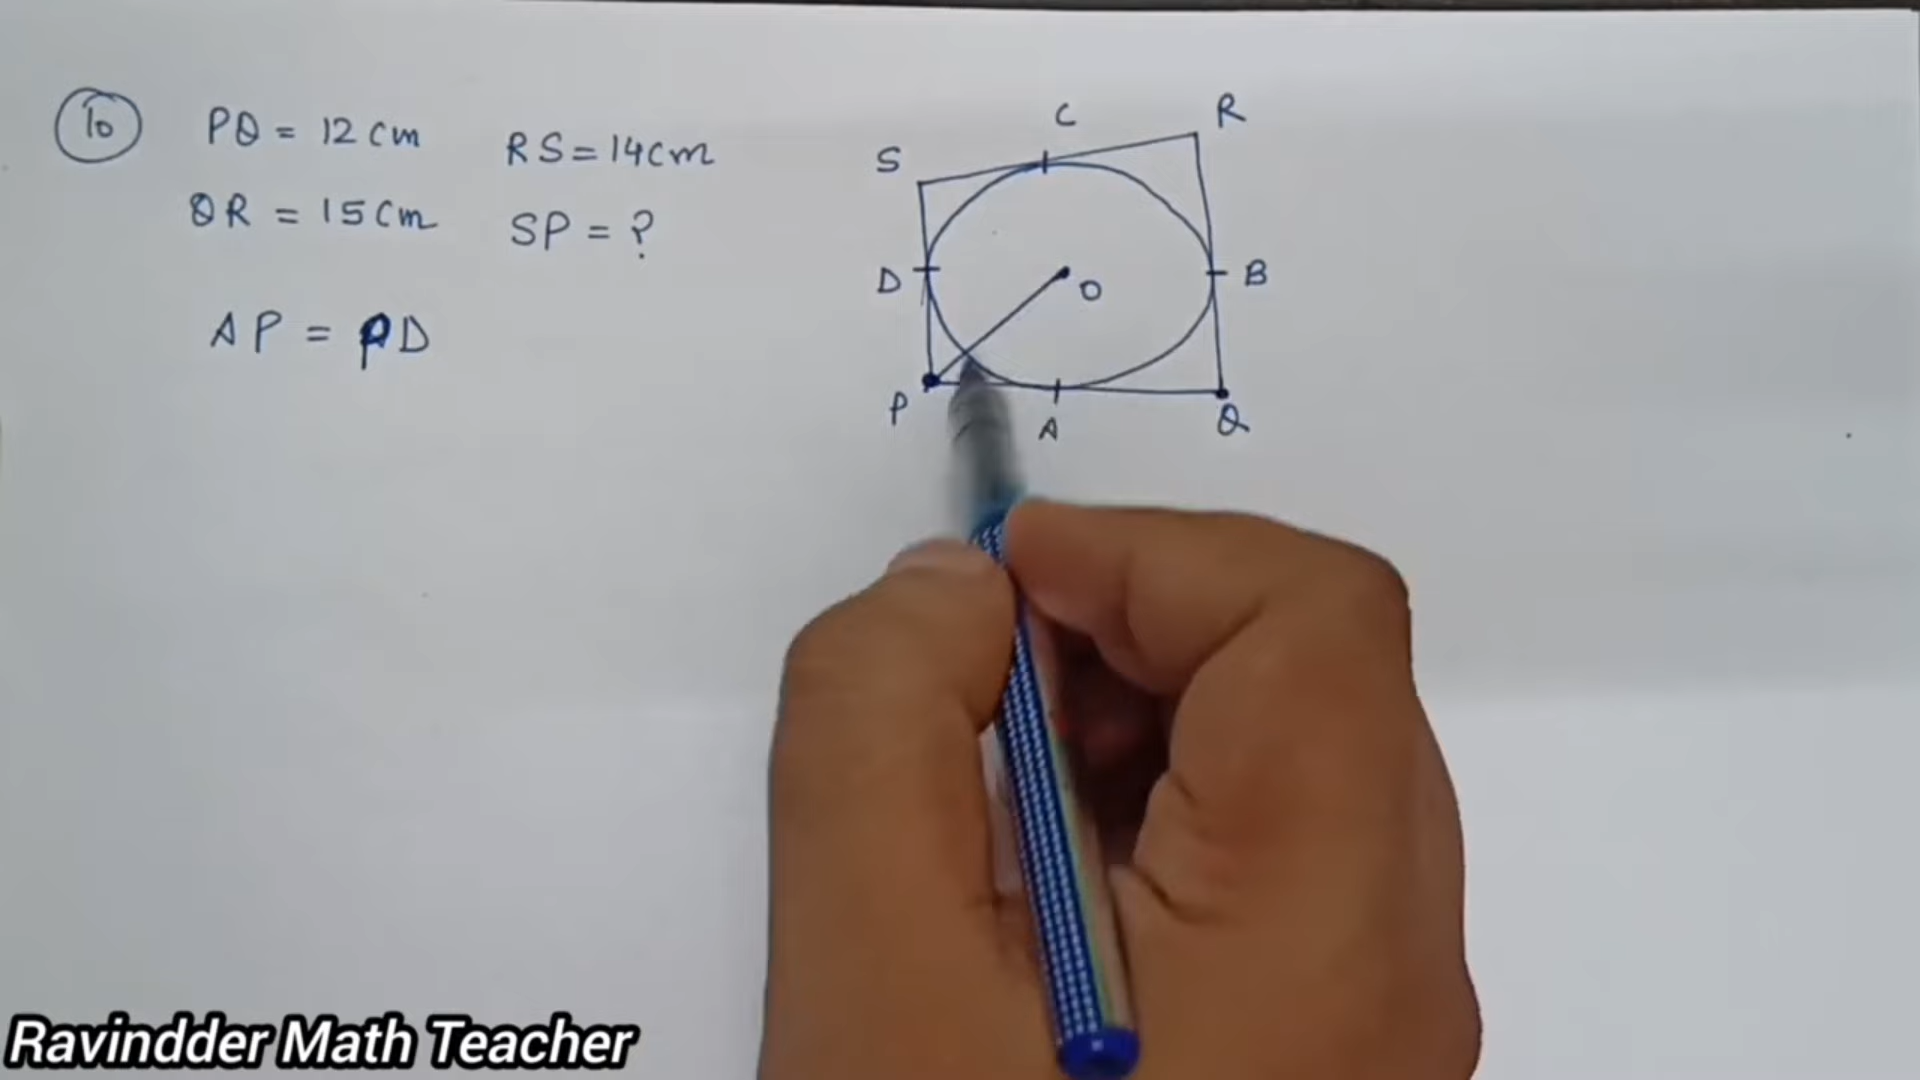 10
PQ = 12 cm
RS = 14 cm
QR = 15 cm
SP = ?
AP = PD
C
R
S
D
O
B
P
A
Q
Ravindder Math Teacher